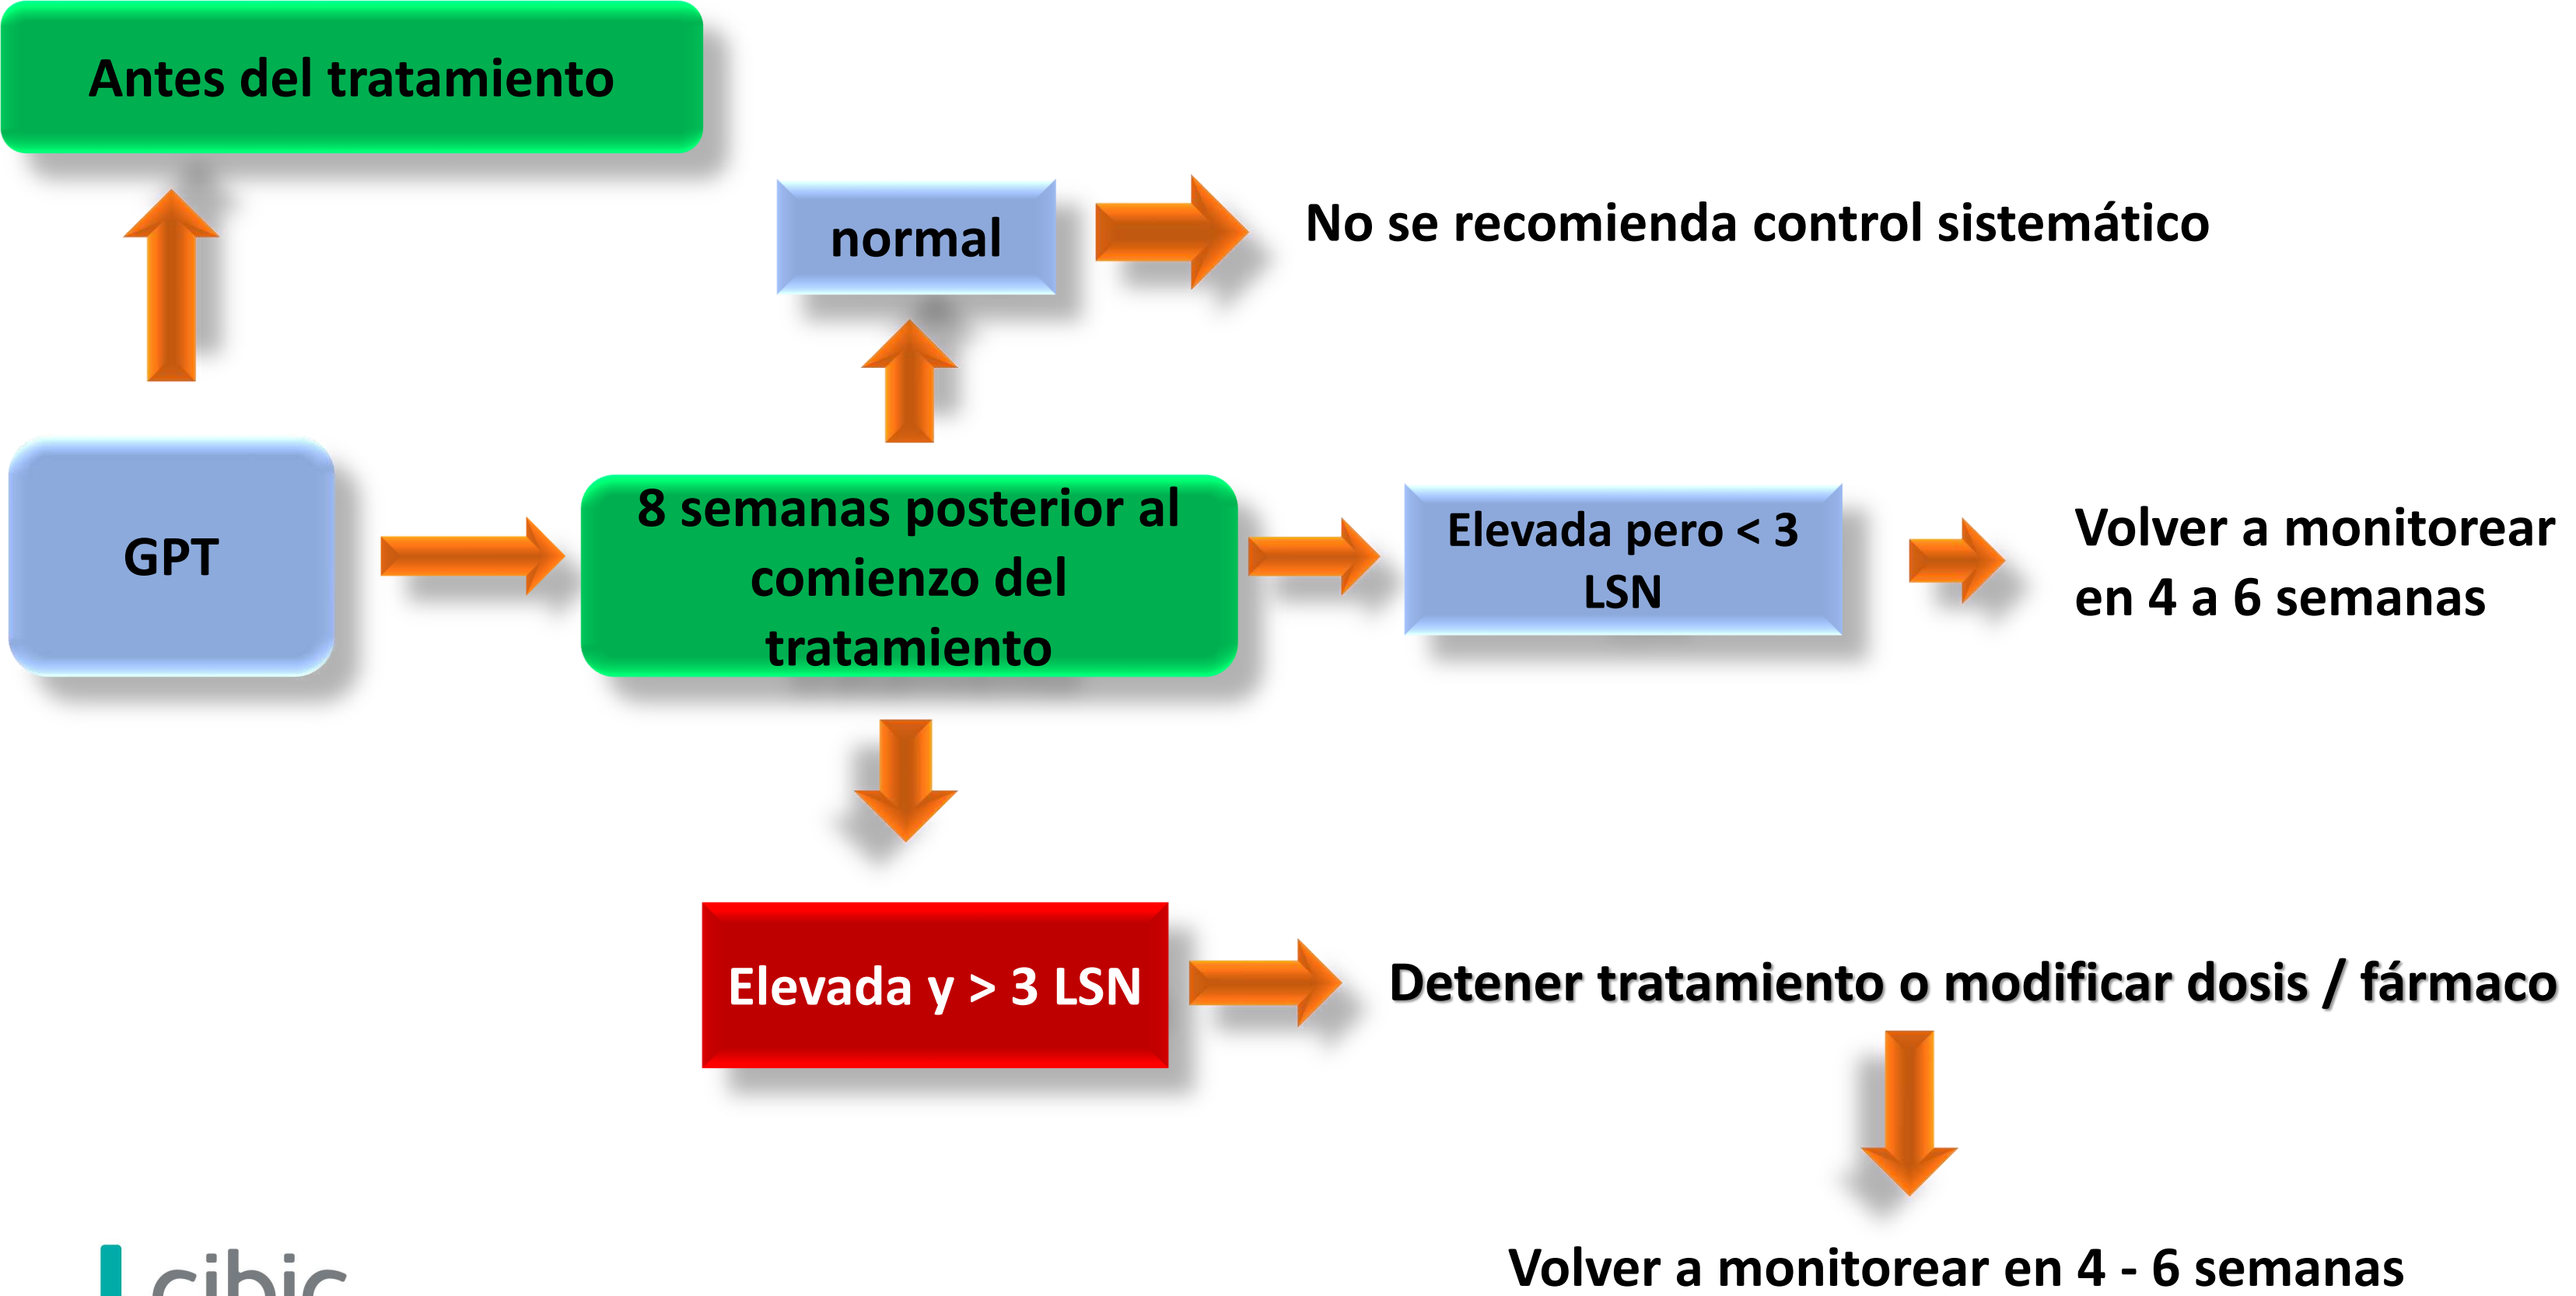 Antes del tratamiento
normal
No se recomienda control sistemático
GPT
8 semanas posterior al
comienzo del
tratamiento
Elevada pero < 3
LSN
Volver a monitorear
en 4 a 6 semanas
Elevada y > 3 LSN
Detener tratamiento o modificar dosis / fármaco
Volver a monitorear en 4 - 6 semanas
cibic